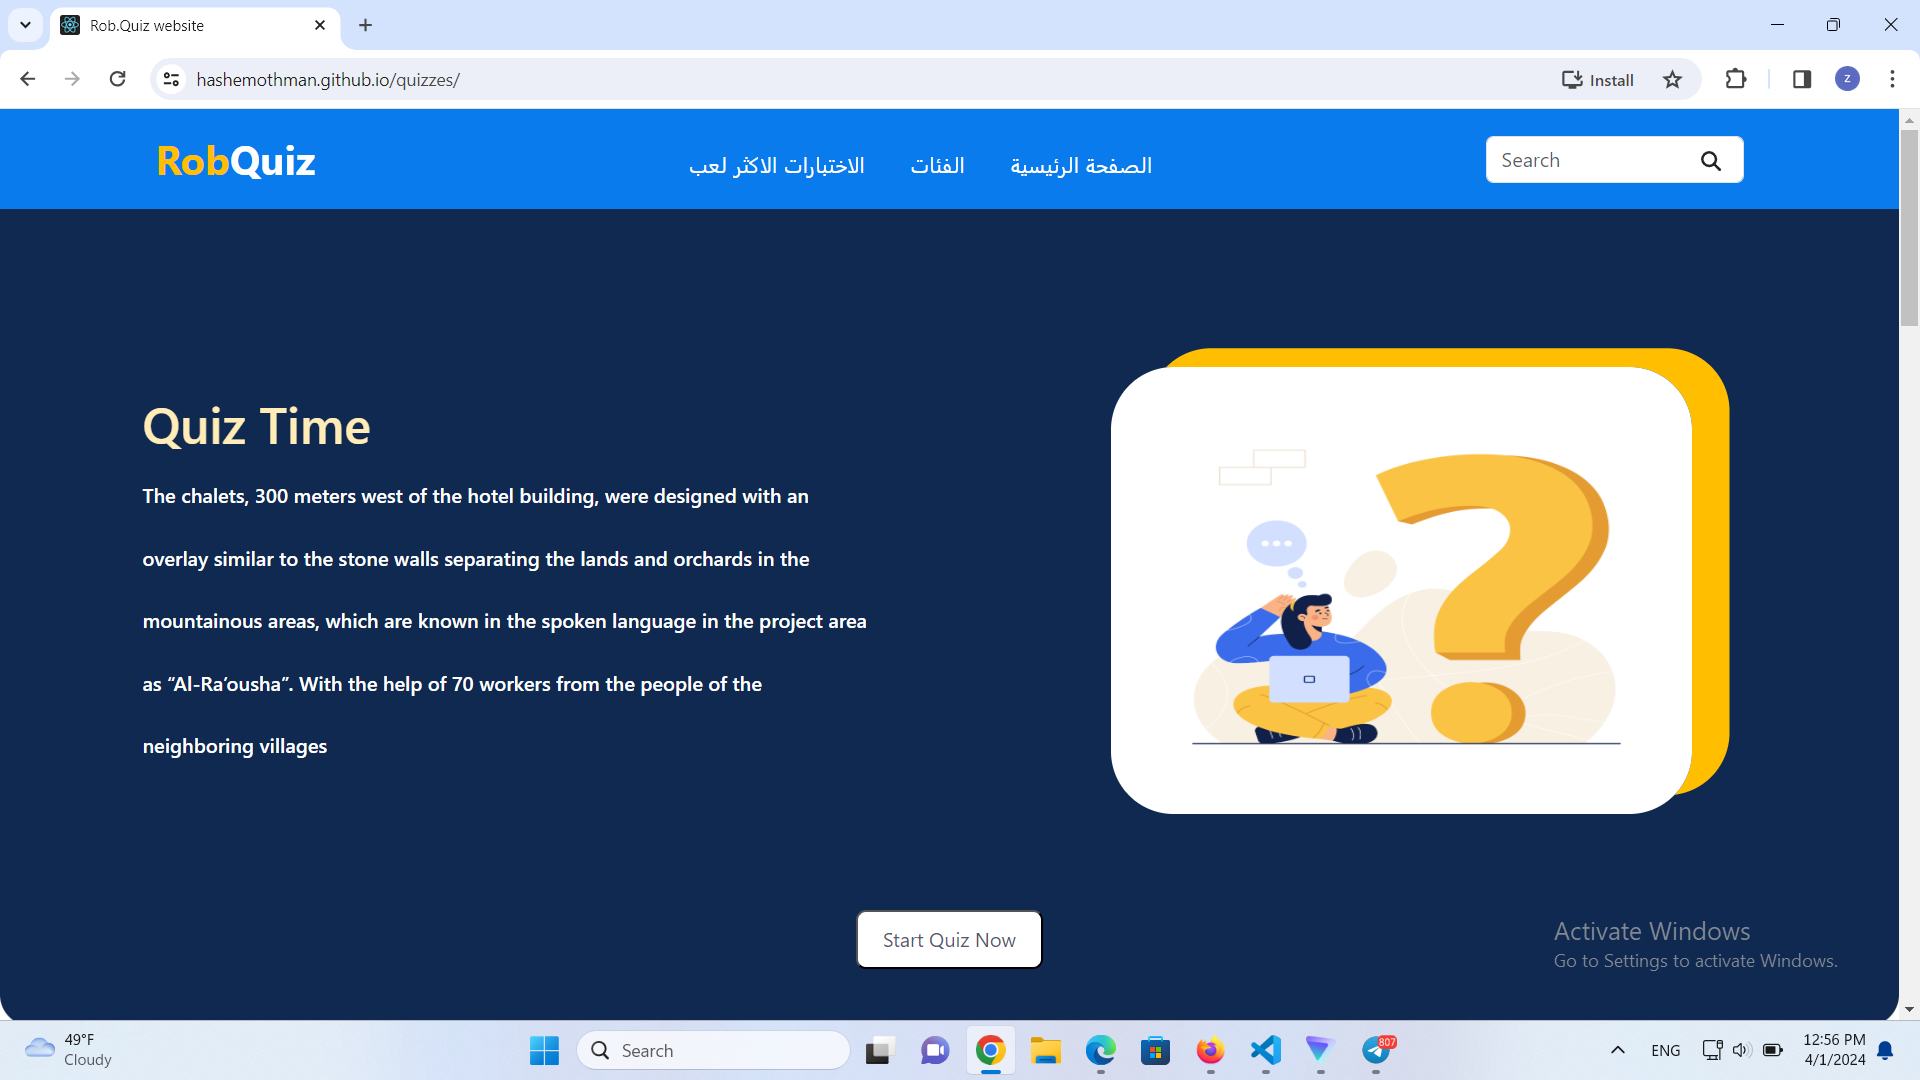 Rob.Quiz website
hashemothman.github.io/quizzes/
Install
z
RobQuiz
الصفحة الرئيسية
الفئات
الاختبارات الاكثر لعب
Search
Quiz Time
The chalets, 300 meters west of the hotel building, were designed with an
overlay similar to the stone walls separating the lands and orchards in the
mountainous areas, which are known in the spoken language in the project area
as “Al-Ra’ousha”. With the help of 70 workers from the people of the
neighboring villages
Start Quiz Now
Activate Windows
Go to Settings to activate Windows.
49°F
Cloudy
Search
807
ENG
12:56 PM
4/1/2024